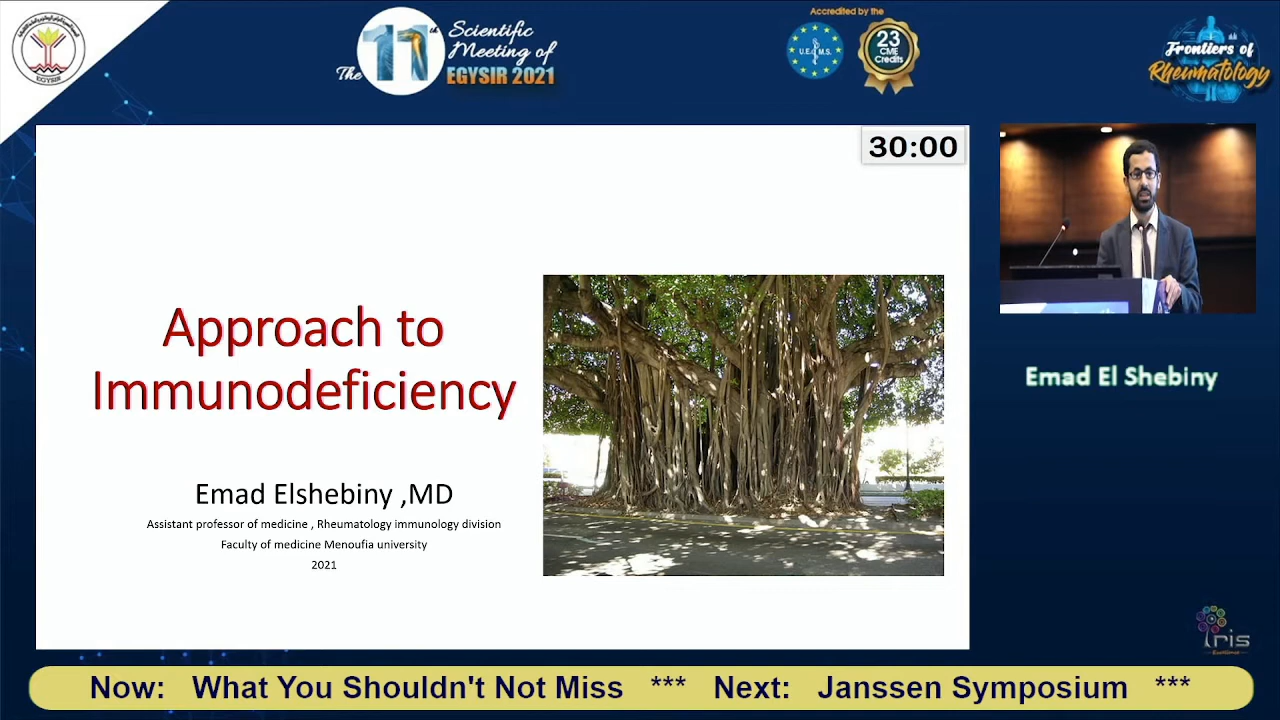 EGYSIR
The 11th
Scientific
Meeting of
EGYSIR 2021
Accredited by the
U.E.M.S.
23
CME
Credits
Frontiers of
Rheumatology
30:00
Approach to
Immunodeficiency
Emad Elshebiny ,MD
Assistant professor of medicine , Rheumatology immunology division
Faculty of medicine Menoufia university
2021
Emad El Shebiny
Iris
Now: What You Shouldn't Not Miss *** Next: Janssen Symposium ***